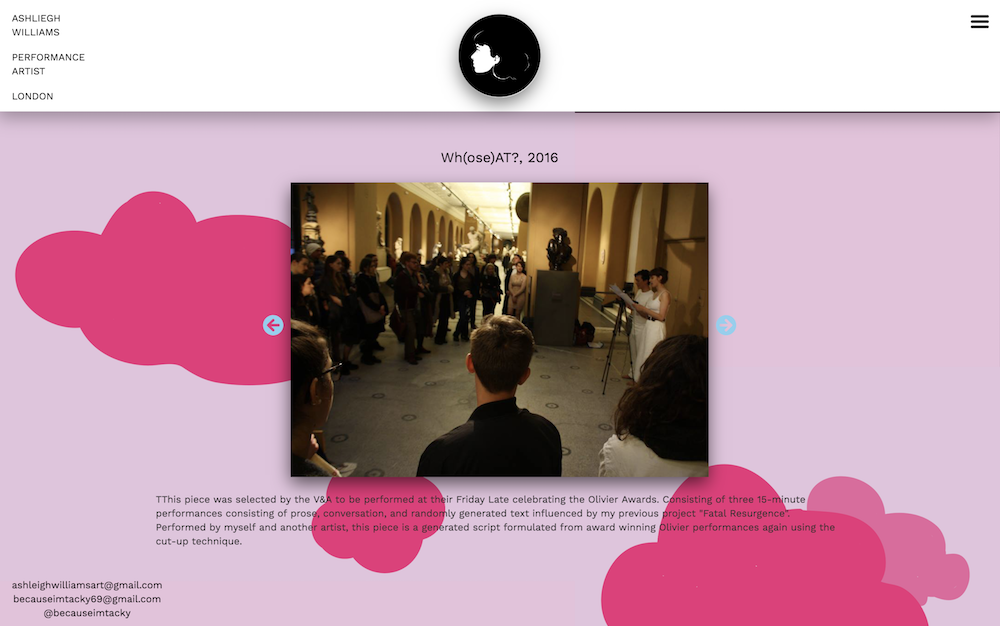 ASHLIEGH
WILLIAMS
PERFORMANCE
ARTIST
LONDON
Wh(ose)AT?, 2016
TThis piece was selected by the V&A to be performed at their Friday Late celebrating the Olivier Awards. Consisting of three 15-minute
performances consisting of prose, conversation, and randomly generated text influenced by my previous project "Fatal Resurgence".
Performed by myself and another artist, this piece is a generated script formulated from award winning Olivier performances again using the
cut-up technique.
ashleighwilliamsart@gmail.com
becauseimtacky69@gmail.com
@becauseimtacky